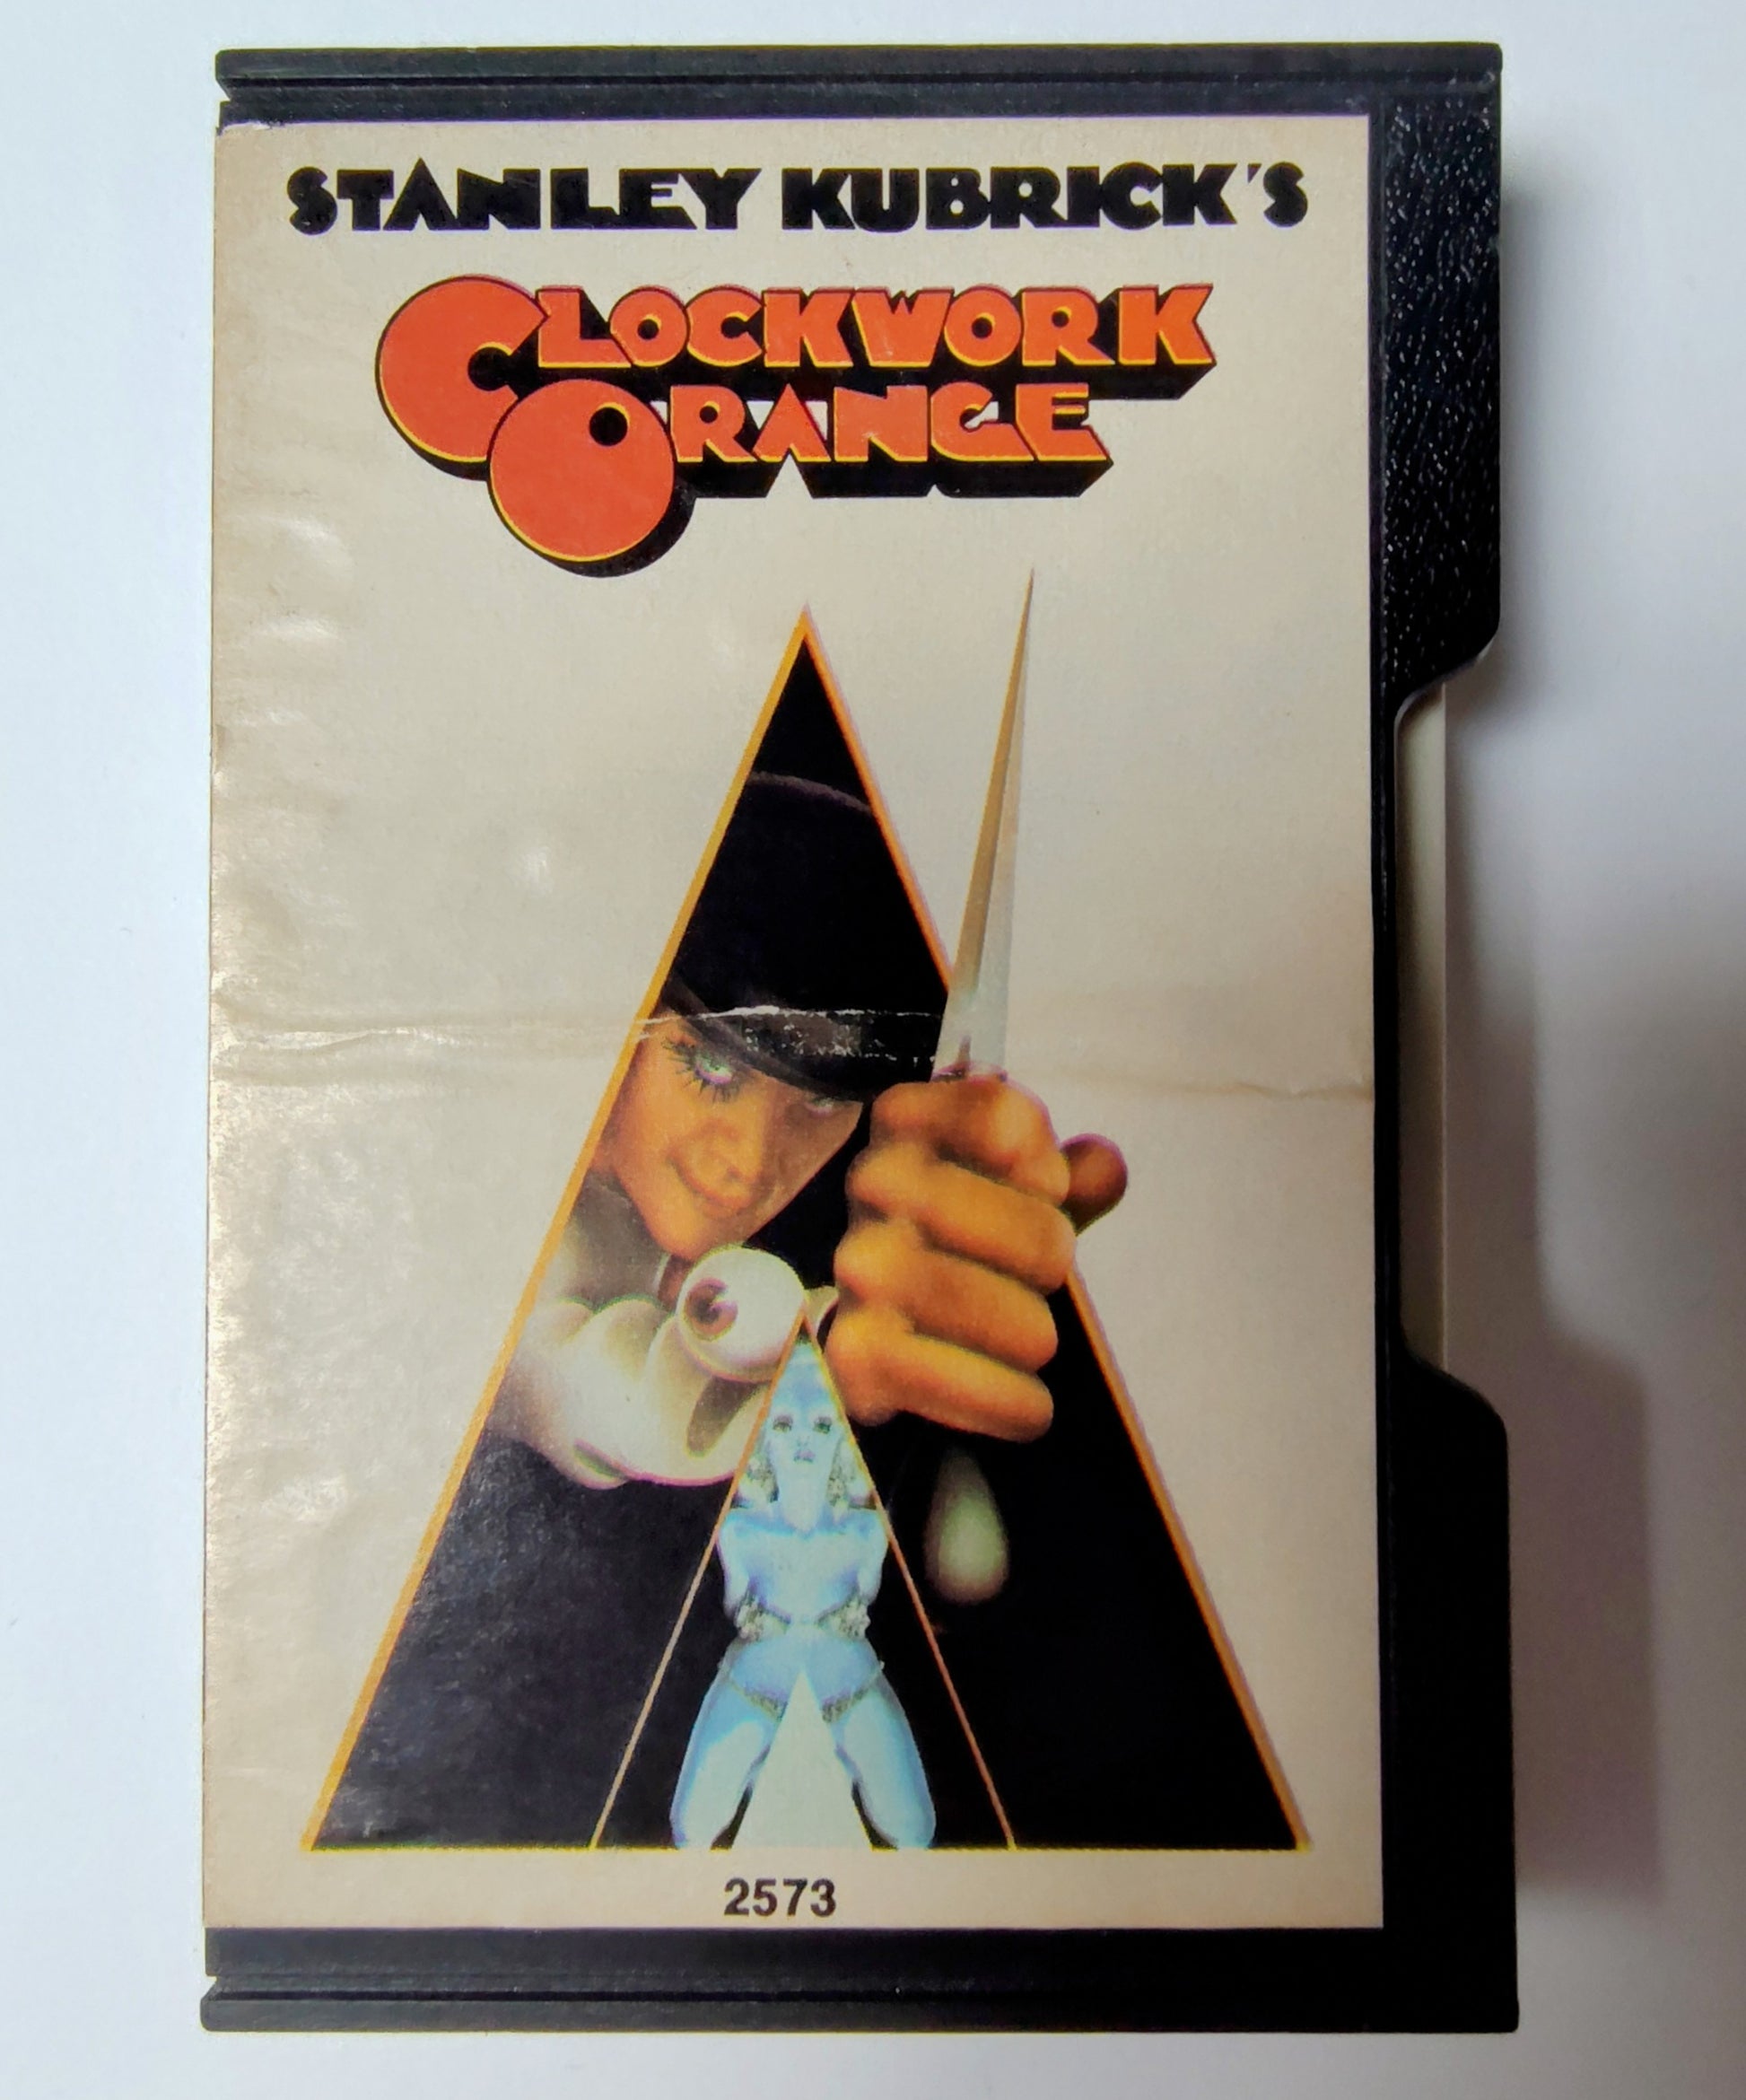 STANLEY KUBRICK'S
CLOCKWORK
ORANGE
2573